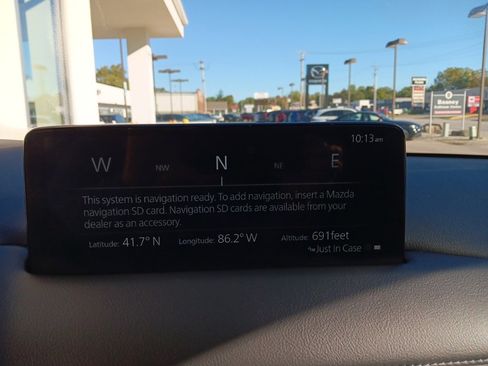 10:13am
W NW N NE E
This system is navigation ready. To add navigation, insert a Mazda
navigation SD card. Navigation SD cards are available from your
dealer as an accessory.
Latitude: 41.7° N Longitude: 86.2° W Altitude: 691feet
Just In Case